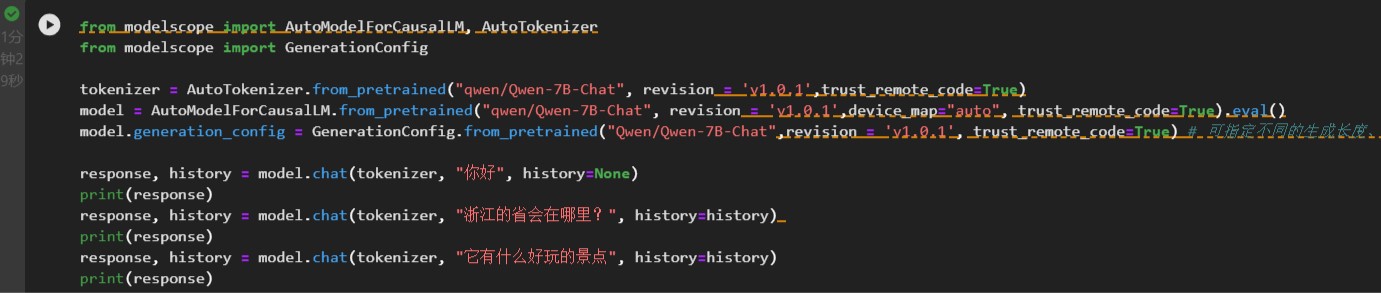 1分
钟2
9秒
from modelscope import AutoModelForCausalLM, AutoTokenizer
from modelscope import GenerationConfig
tokenizer = AutoTokenizer.from_pretrained("qwen/Qwen-7B-Chat", revision = 'v1.0.1',trust_remote_code=True)
model = AutoModelForCausalLM.from_pretrained("qwen/Qwen-7B-Chat", revision = 'v1.0.1',device_map="auto", trust_remote_code=True).eval()
model.generation_config = GenerationConfig.from_pretrained("Qwen/Qwen-7B-Chat",revision = 'v1.0.1', trust_remote_code=True) # 可指定不同的生成长度、
response, history = model.chat(tokenizer, "你好", history=None)
print(response)
response, history = model.chat(tokenizer, "浙江的省会在哪里？", history=history)
print(response)
response, history = model.chat(tokenizer, "它有什么好玩的景点", history=history)
print(response)